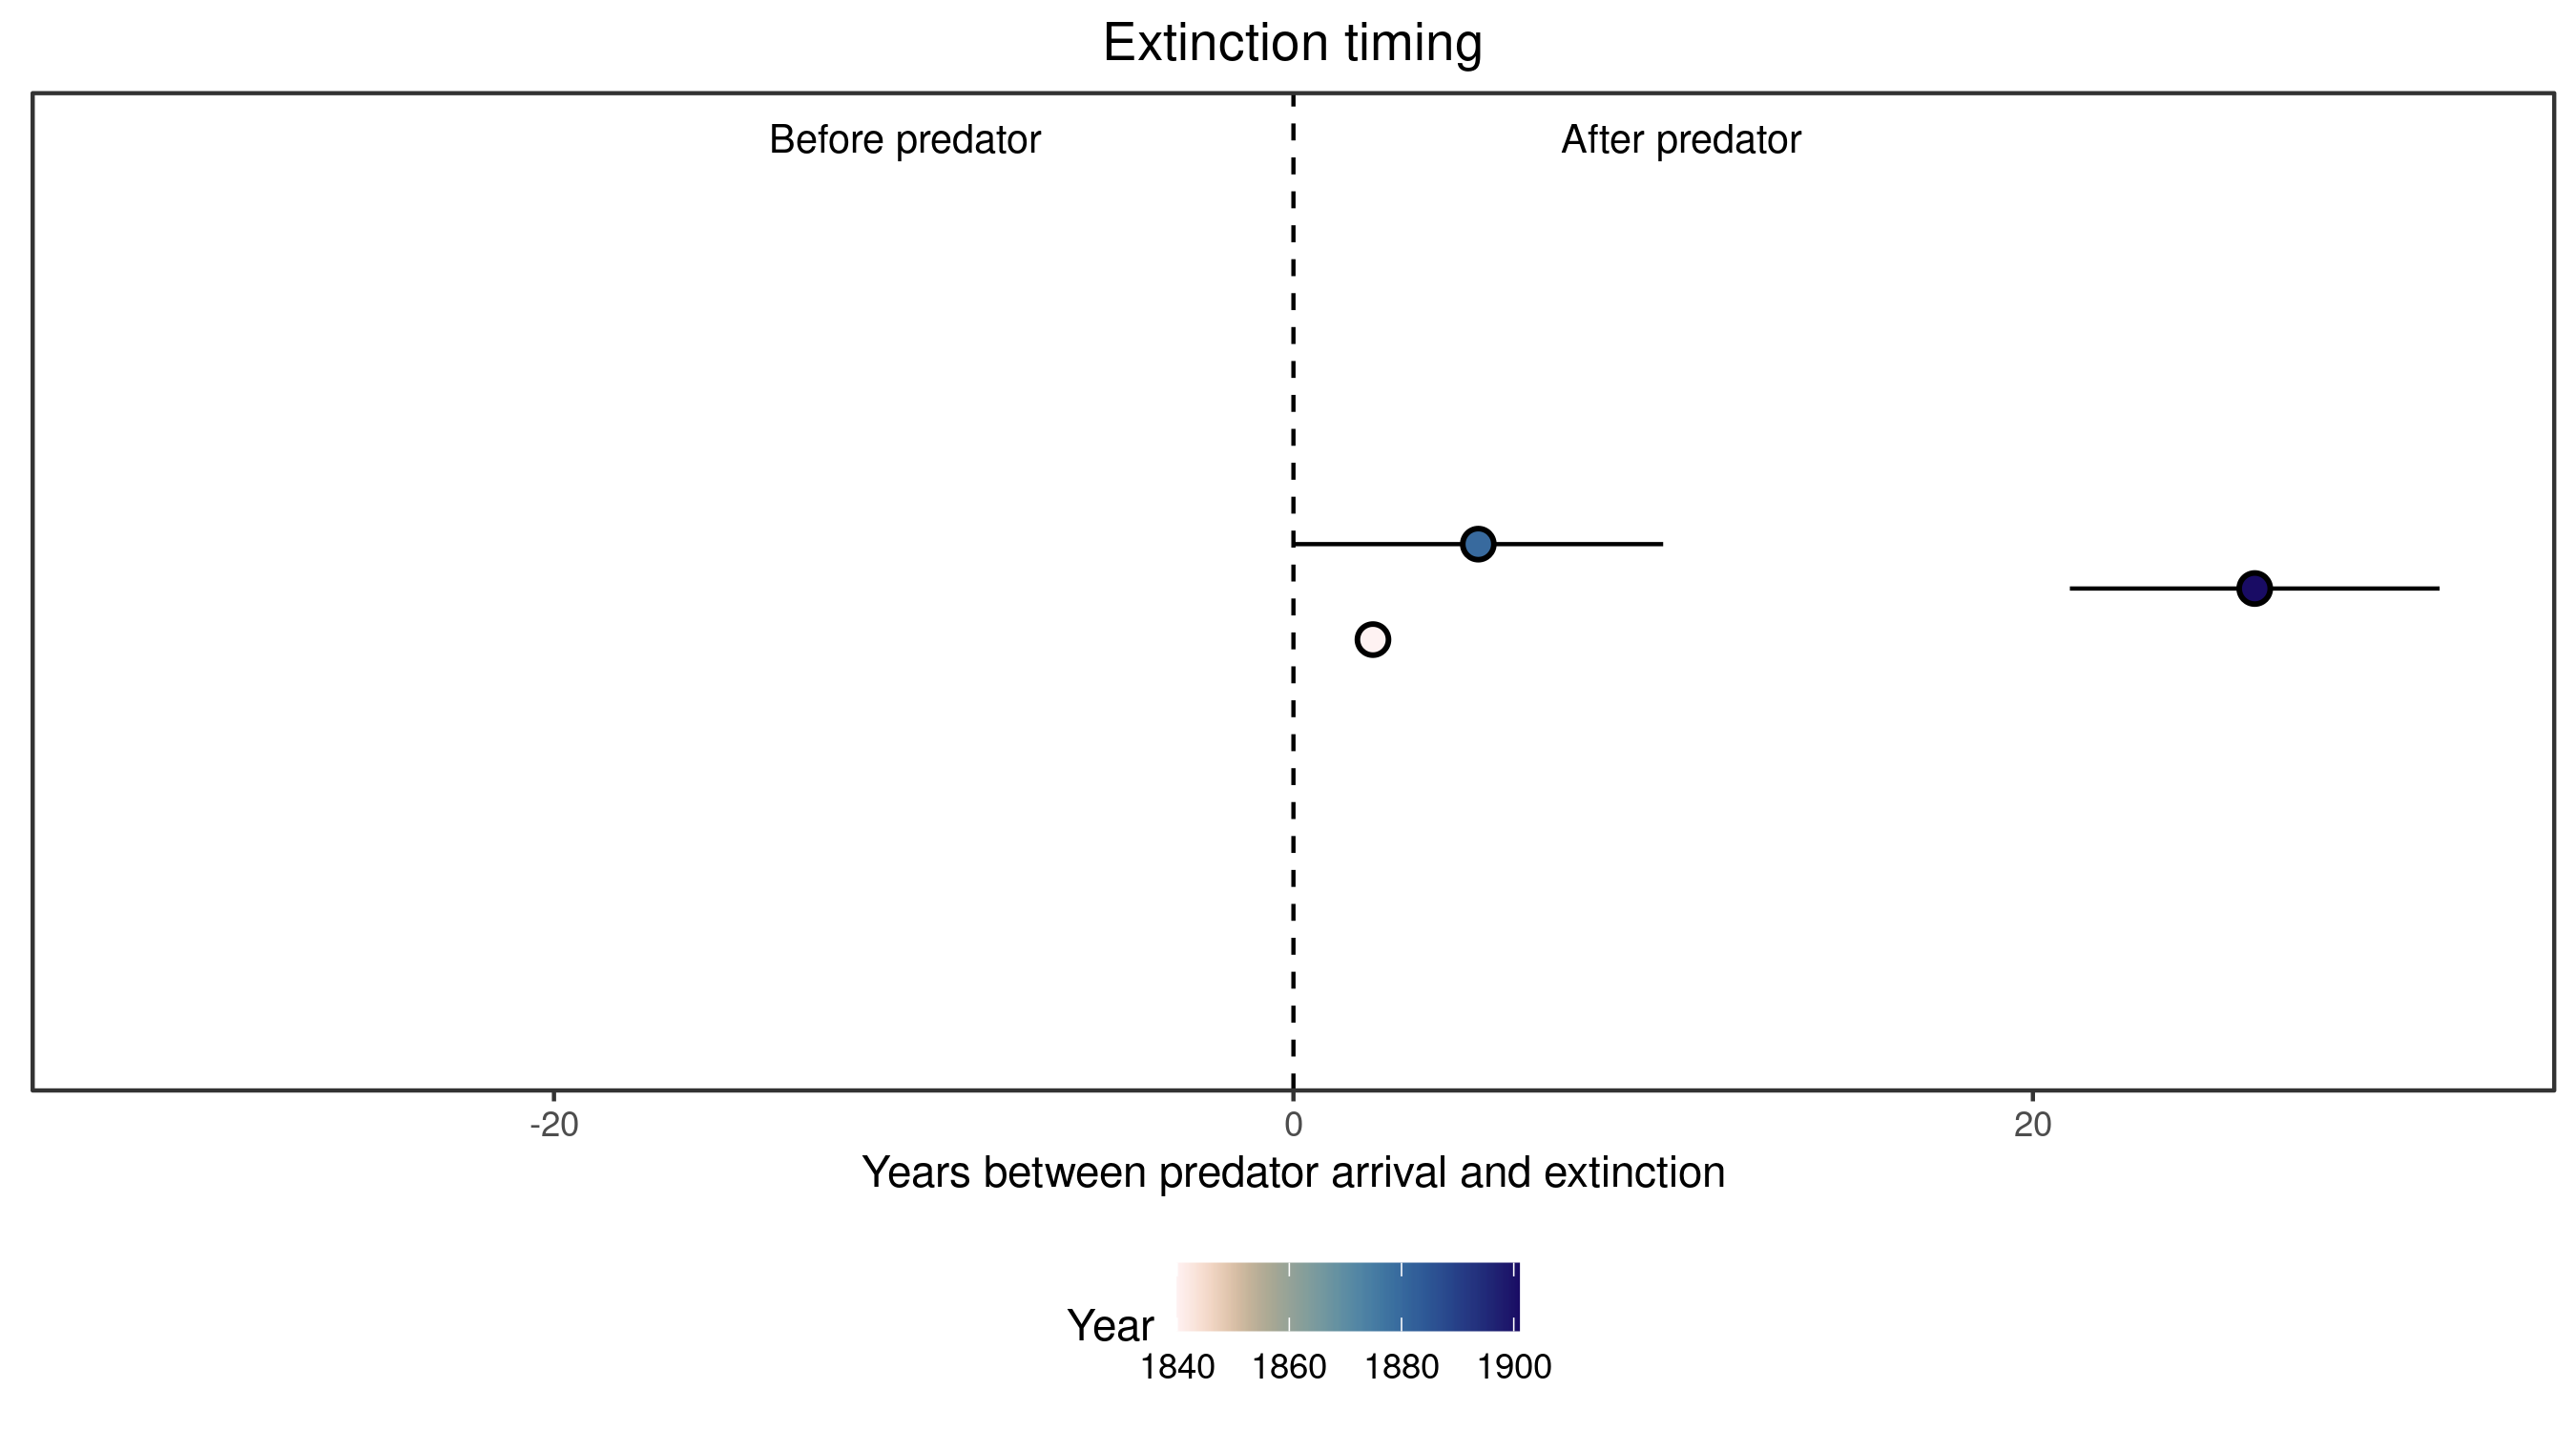 Extinction timing
Before predator
After predator
-20
0
20
Years between predator arrival and extinction
Year
1840
1860
1880
1900